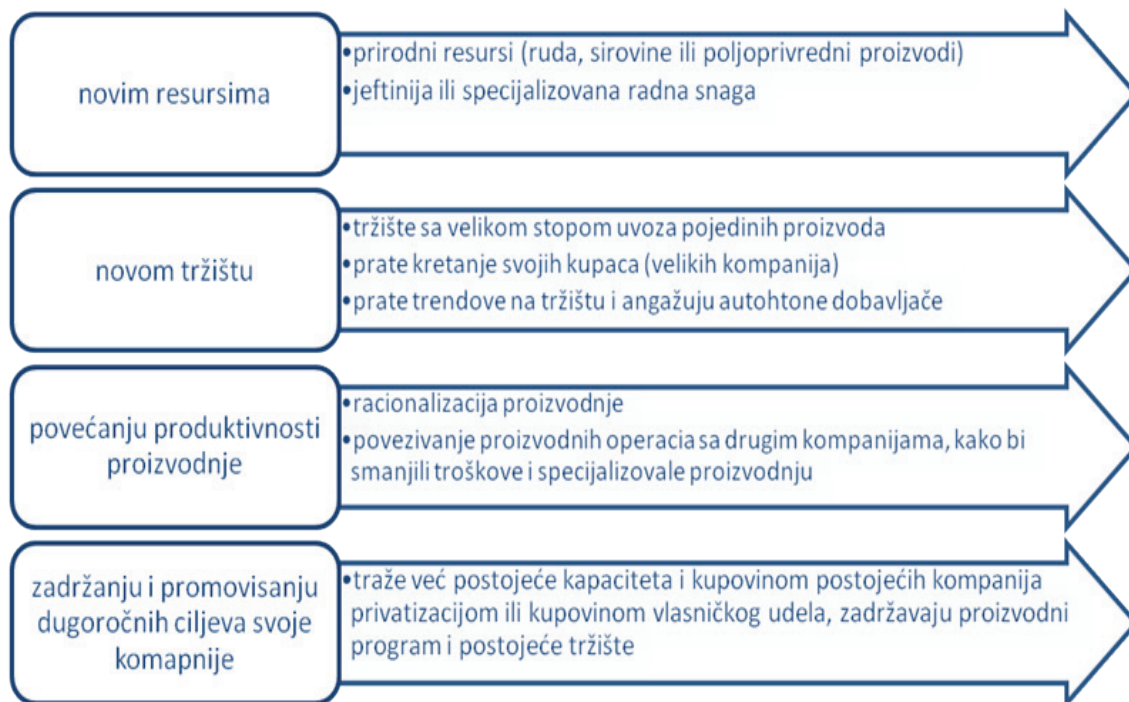 novim resursima
•prirodni resursi (ruda, sirovine ili poljoprivredni proizvodi)
•jeftinija ili specijalizovana radna snaga
novom tržištu
•tržište sa velikom stopom uvoza pojedinih proizvoda
•prate kretanje svojih kupaca (velikih kompanija)
•prate trendove na tržištu i angažuju autohtone dobavljače
povećanju produktivnosti
proizvodnje
•racionalizacija proizvodnje
•povezivanje proizvodnih operacia sa drugim kompanijama, kako bi
smanjili troškove i specijalizovale proizvodnju
zadržanju i promovisanju
dugoročnih ciljeva svoje
komapnije
•traže već postojeće kapaciteta i kupovinom postojećih kompanija
privatizacijom ili kupovinom vlasničkog udela, zadržavaju proizvodni
program i postojeće tržište